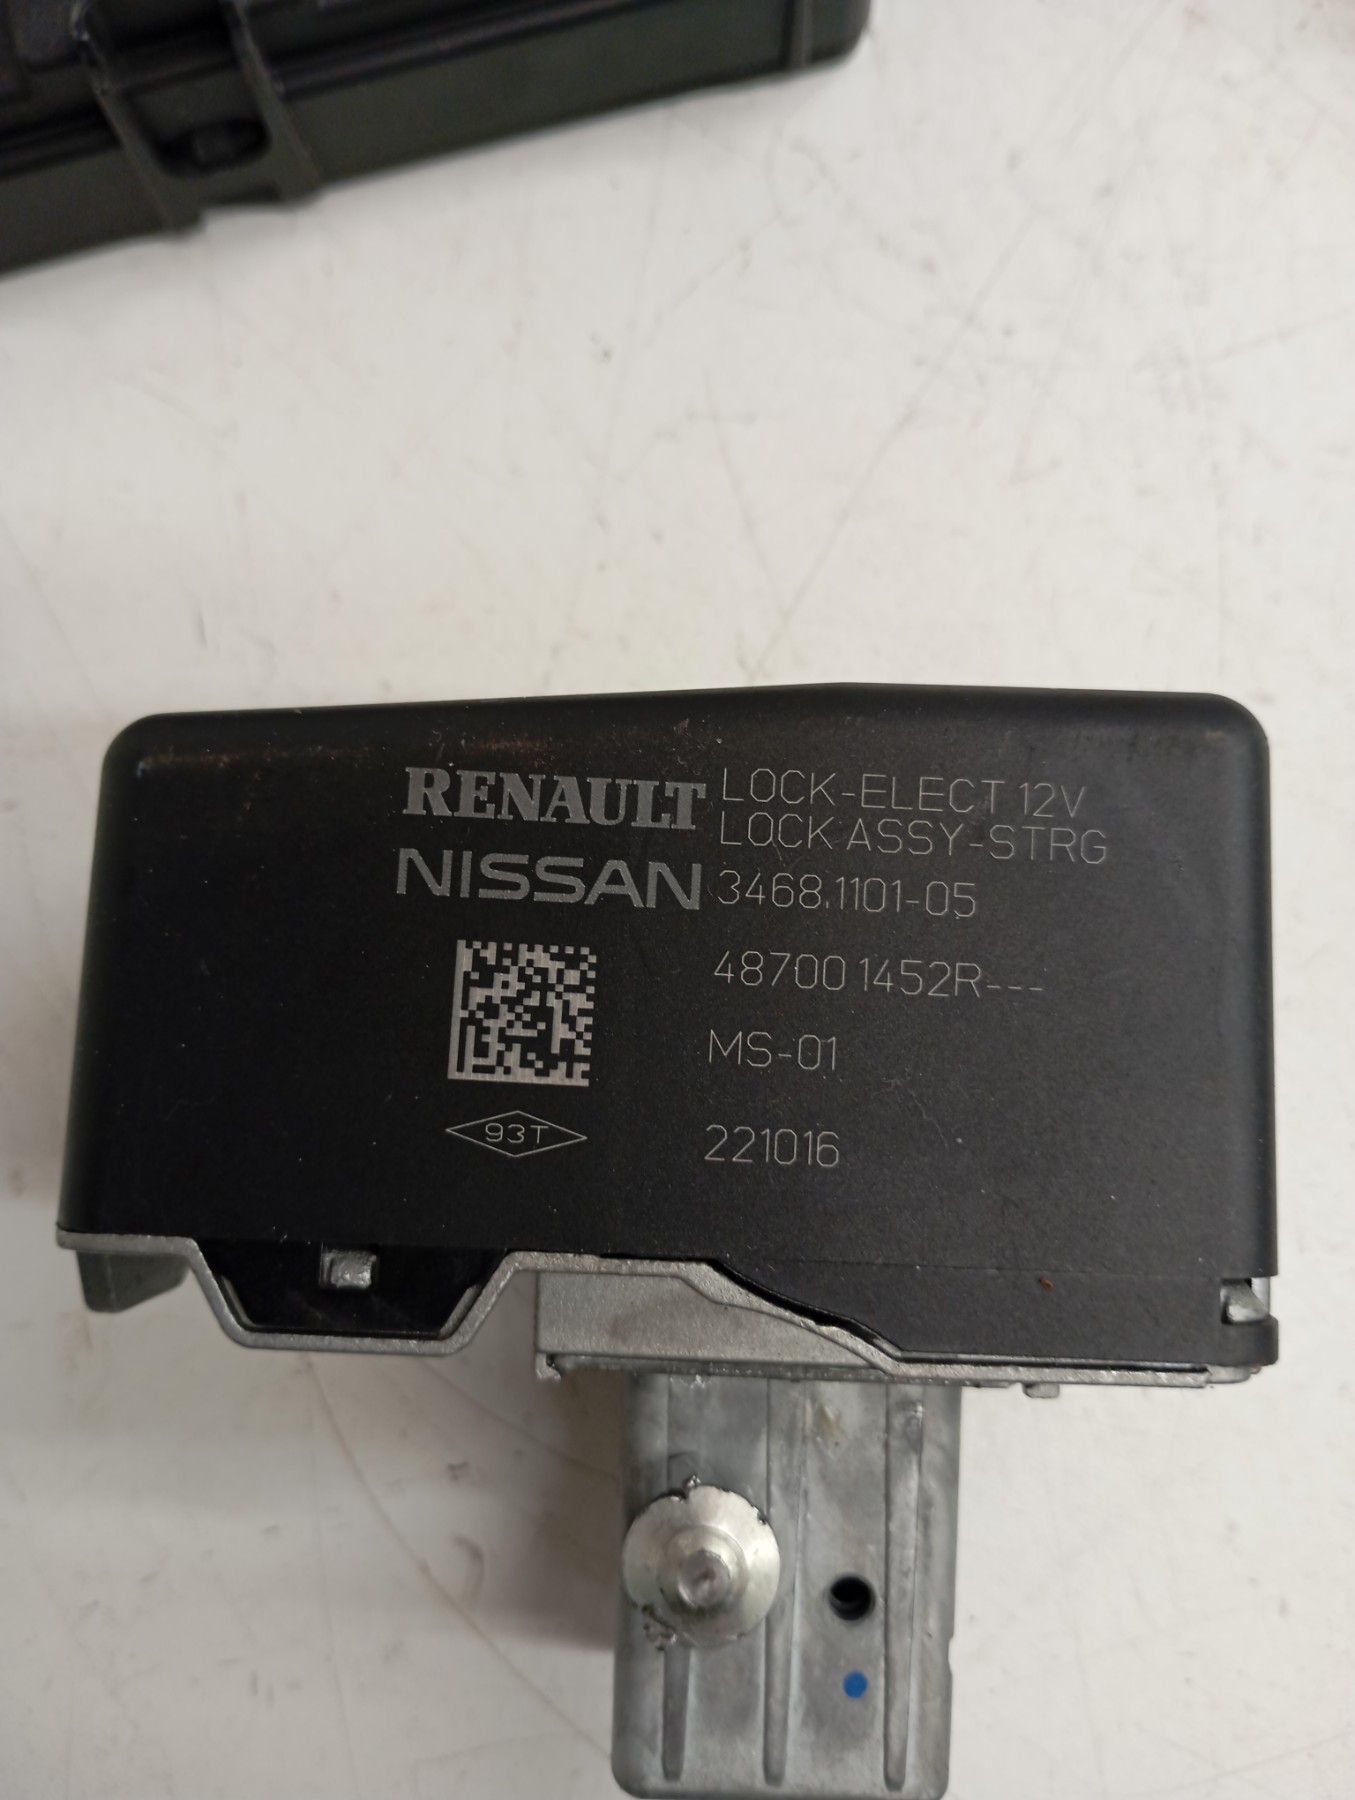 RENAULT LOCK-ELECT 12V
LOCK ASSY-STRG
NISSAN 3468.1101-05
487001452R---
MS-01
93T
221016